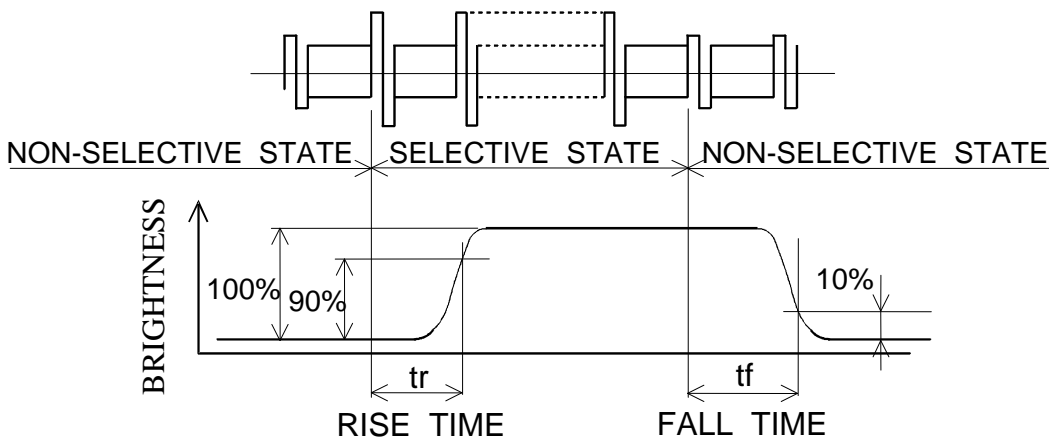 NON-SELECTIVE STATE SELECTIVE STATE NON-SELECTIVE STATE
BRIGHTNESS
100%
90%
10%
tr
tf
RISE TIME
FALL TIME